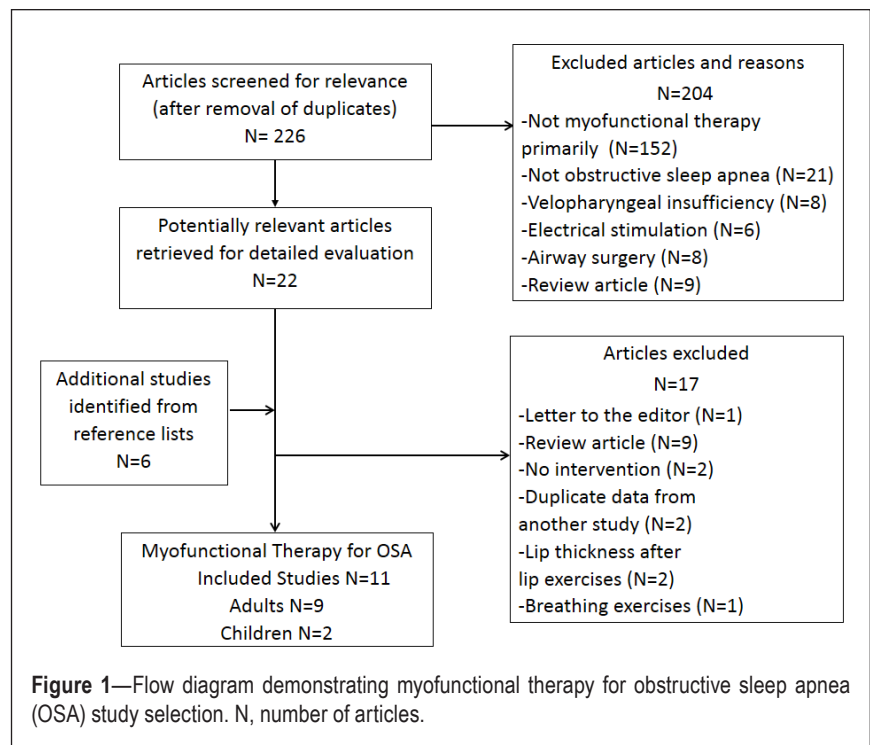 Articles screened for relevance
(after removal of duplicates)
N= 226
Excluded articles and reasons
N=204
-Not myofunctional therapy
primarily (N=152)
-Not obstructive sleep apnea (N=21)
-Velopharyngeal insufficiency (N=8)
-Electrical stimulation (N=6)
-Airway surgery (N=8)
-Review article (N=9)
Potentially relevant articles
retrieved for detailed evaluation
N=22
Additional studies
identified from
reference lists
N=6
Articles excluded
N=17
-Letter to the editor (N=1)
-Review article (N=9)
-No intervention (N=2)
-Duplicate data from
another study (N=2)
-Lip thickness after
lip exercises (N=2)
-Breathing exercises (N=1)
Myofunctional Therapy for OSA
Included Studies N=11
Adults N=9
Children N=2
Figure 1—Flow diagram demonstrating myofunctional therapy for obstructive sleep apnea
(OSA) study selection. N, number of articles.